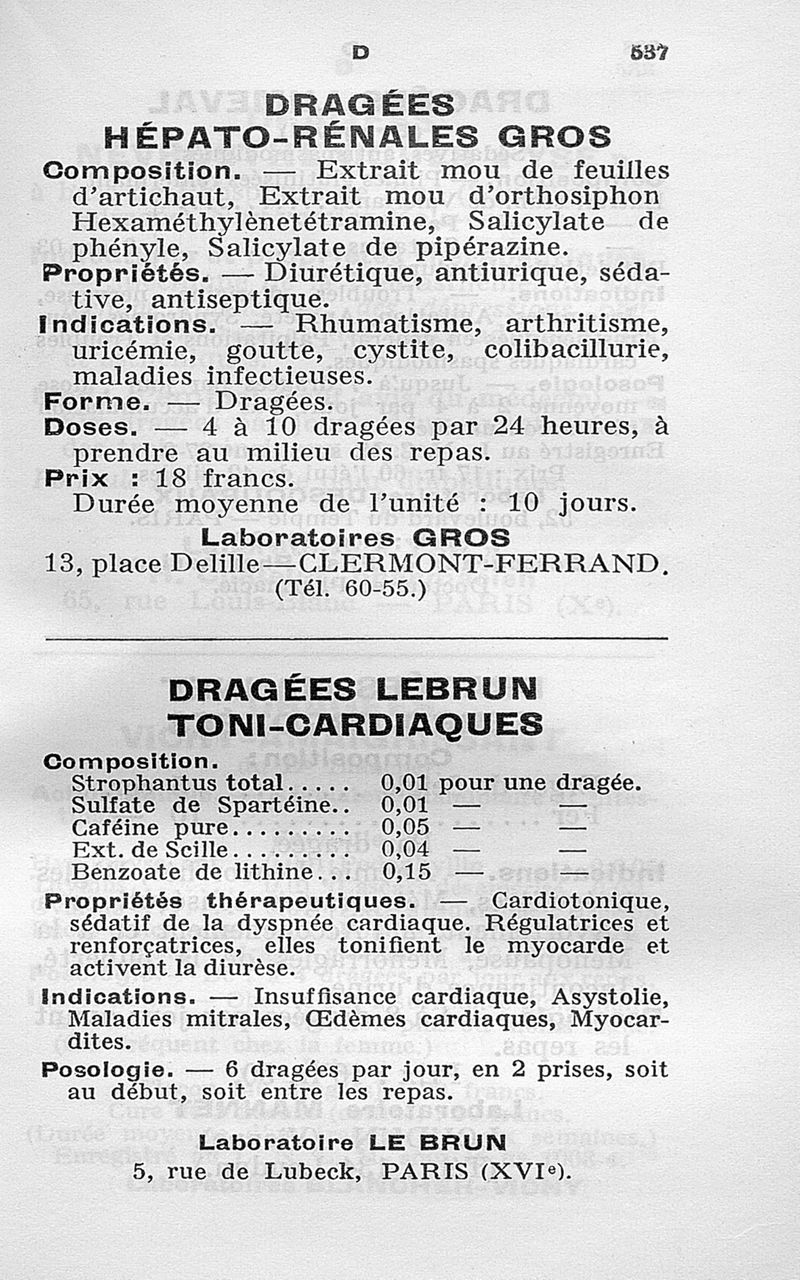 D 537
DRAGÉES
HÉPATO-RÉNALES GROS
Composition. — Extrait mou de feuilles
d'artichaut, Extrait mou d'orthosiphon
Hexaméthylènetétramine, Salicylate de
phényle, Salicylate de pipérazine.
Propriétés. — Diurétique, antiurique, séda-
tive, antiseptique.
Indications. — Rhumatisme, arthritisme,
uricémie, goutte, cystite, colibacillurie,
maladies infectieuses.
Forme. — Dragées.
Doses. — 4 à 10 dragées par 24 heures, à
prendre au milieu des repas.
Prix : 18 francs.
Durée moyenne de l'unité : 10 jours.
Laboratoires GROS
13, place Delille—CLERMONT-FERRAND.
(Tél. 60-55.)
DRAGÉES LEBRUN
TONI-CARDIAQUES
Composition.
Strophantus total..... 0,01 pour une dragée.
Sulfate de Spartéine.. 0,01 — —
Caféine pure......... 0,05 — —
Ext. de Scille......... 0,04 — —
Benzoate de lithine... 0,15 — —
Propriétés thérapeutiques. — Cardiotonique,
sédatif de la dyspnée cardiaque. Régulatrices et
renforçatrices, elles tonifient le myocarde et
activent la diurèse.
Indications. — Insuffisance cardiaque, Asystolie,
Maladies mitrales, Œdèmes cardiaques, Myocar-
dites.
Posologie. — 6 dragées par jour, en 2 prises, soit
au début, soit entre les repas.
Laboratoire LE BRUN
5, rue de Lubeck, PARIS (XVIe).